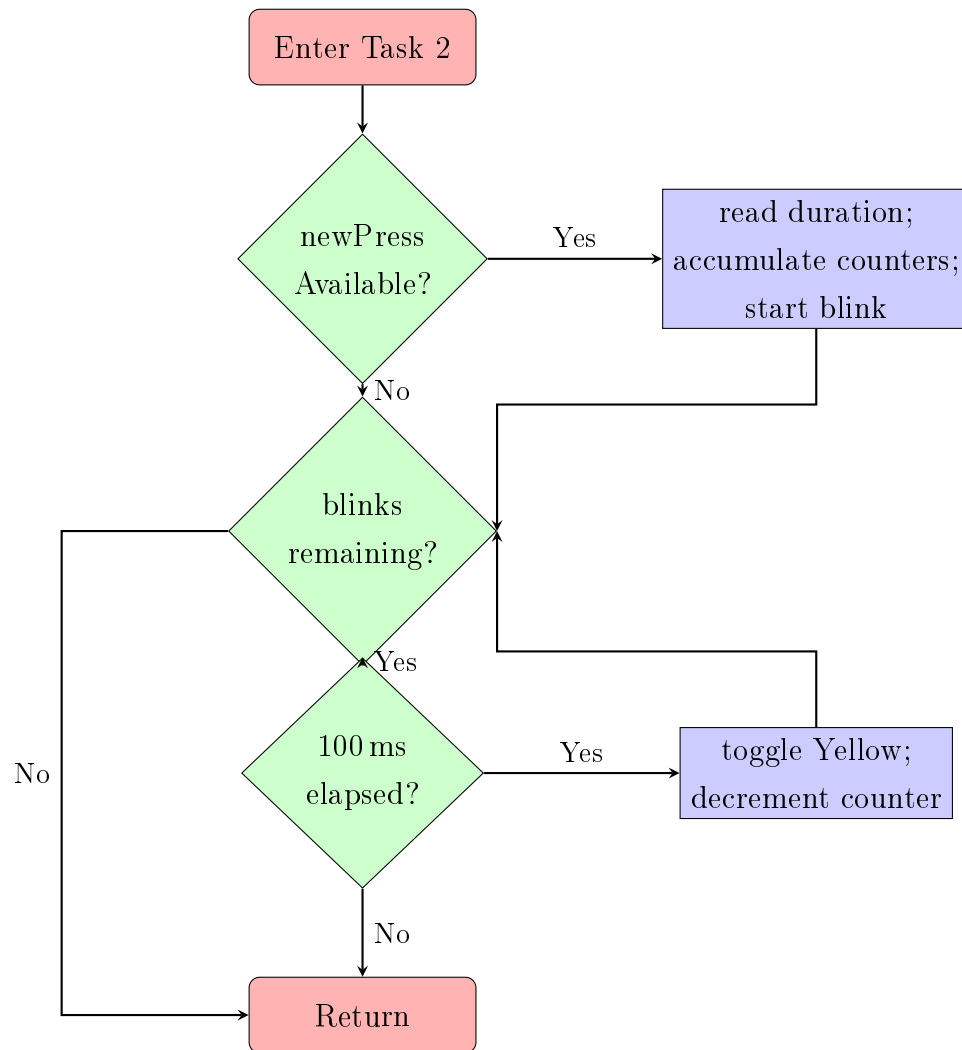 Enter Task 2
newPress
Available?
Yes
read duration;
accumulate counters;
start blink
No
blinks
remaining?
Yes
100 ms
elapsed?
Yes
toggle Yellow;
decrement counter
No
No
Return